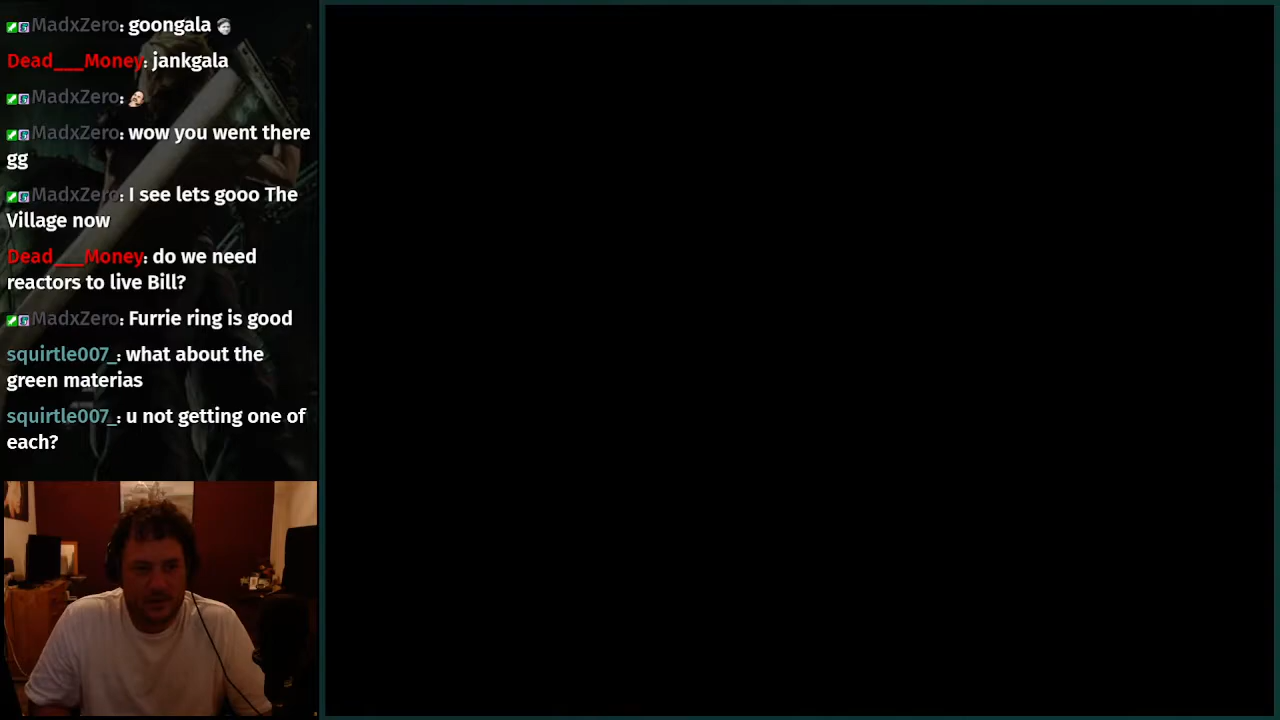 MadxZero: goongala
Dead___Money: jankgala
MadxZero:
MadxZero: wow you went there
gg
MadxZero: I see lets gooo The
Village now
Dead___Money: do we need
reactors to live Bill?
MadxZero: Furrie ring is good
squirtle007_: what about the
green materias
squirtle007_: u not getting one of
each?